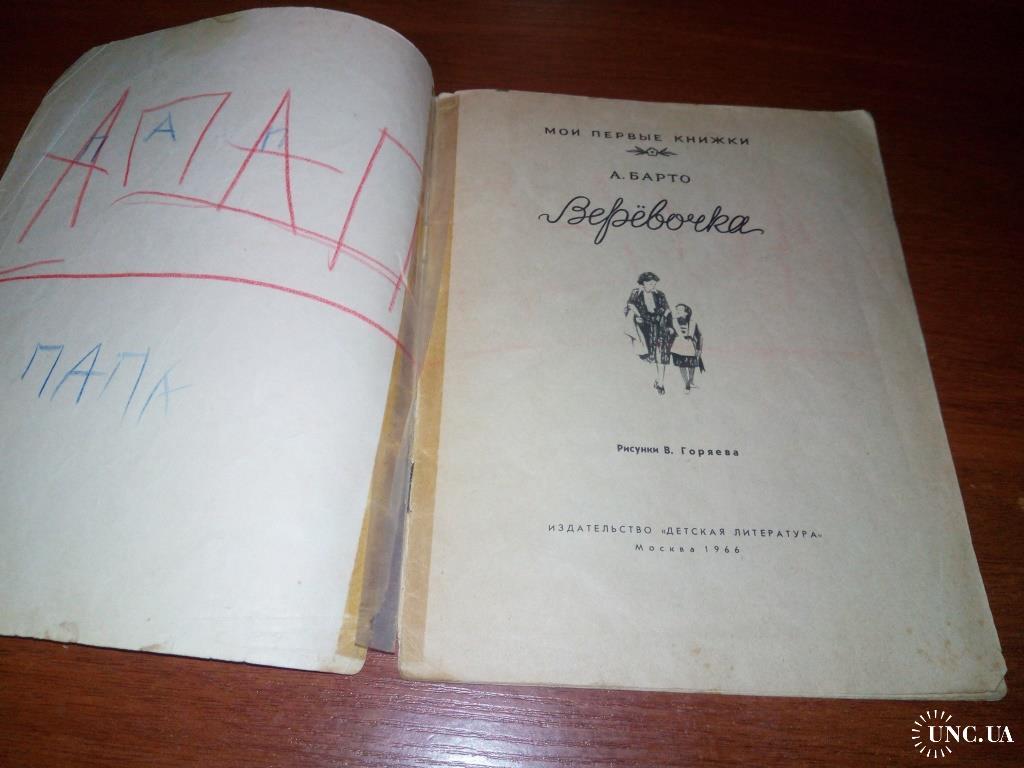 АПАП
П А П
ПАПА
МОИ ПЕРВЫЕ КНИЖКИ
А. БАРТО
Верёвочка
Рисунки В. Горяева
ИЗДАТЕЛЬСТВО «ДЕТСКАЯ ЛИТЕРАТУРА»
Москва 1966
UNC.UA